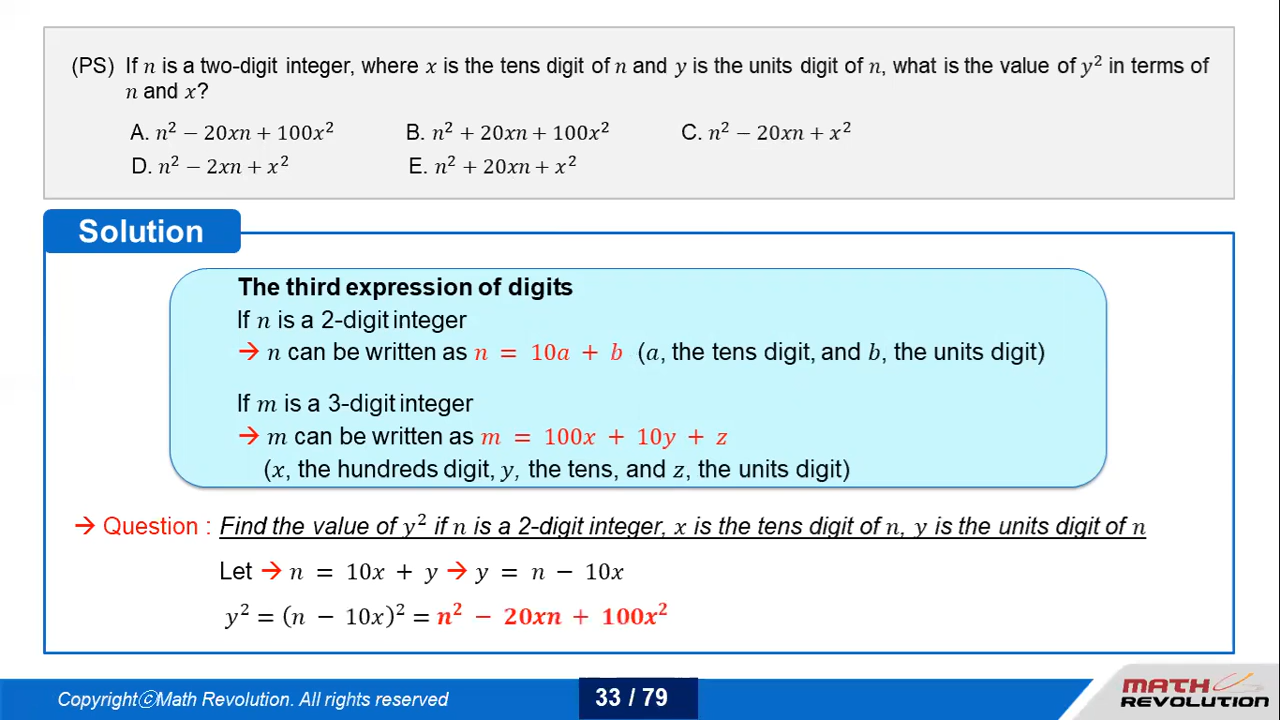 (PS) If n is a two-digit integer, where x is the tens digit of n and y is the units digit of n, what is the value of y² in terms of
n and x?
A. n² − 20xn + 100x² B. n² + 20xn + 100x² C. n² − 20xn + x²
D. n² − 2xn + x² E. n² + 20xn + x²
Solution
The third expression of digits
If n is a 2-digit integer
→ n can be written as n = 10a + b (a, the tens digit, and b, the units digit)
If m is a 3-digit integer
→ m can be written as m = 100x + 10y + z
(x, the hundreds digit, y, the tens, and z, the units digit)
→ Question : Find the value of y² if n is a 2-digit integer, x is the tens digit of n, y is the units digit of n
Let → n = 10x + y → y = n − 10x
y² = (n − 10x)² = n² − 20xn + 100x²
Copyrightⓒ Math Revolution. All rights reserved
33 / 79
MATH
REVOLUTION